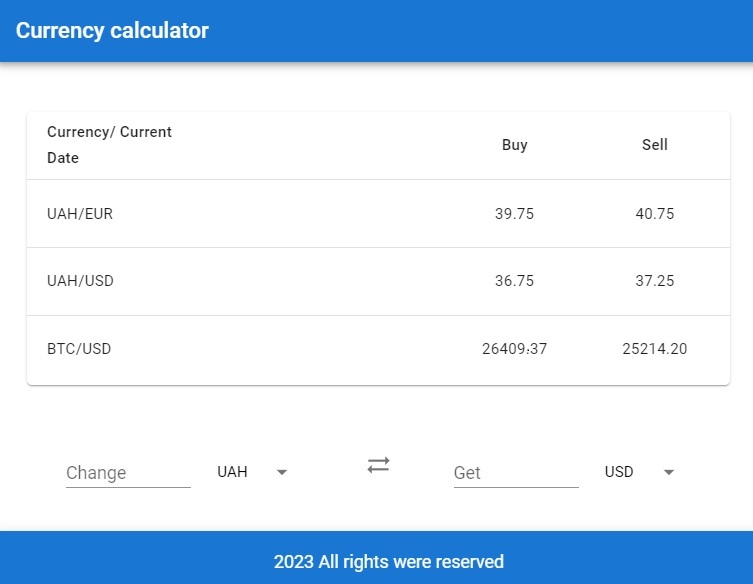 Currency calculator
Currency/ Current
Date
Buy
Sell
UAH/EUR
39.75
40.75
UAH/USD
36.75
37.25
BTC/USD
26409.37
25214.20
Change
UAH
Get
USD
2023 All rights were reserved